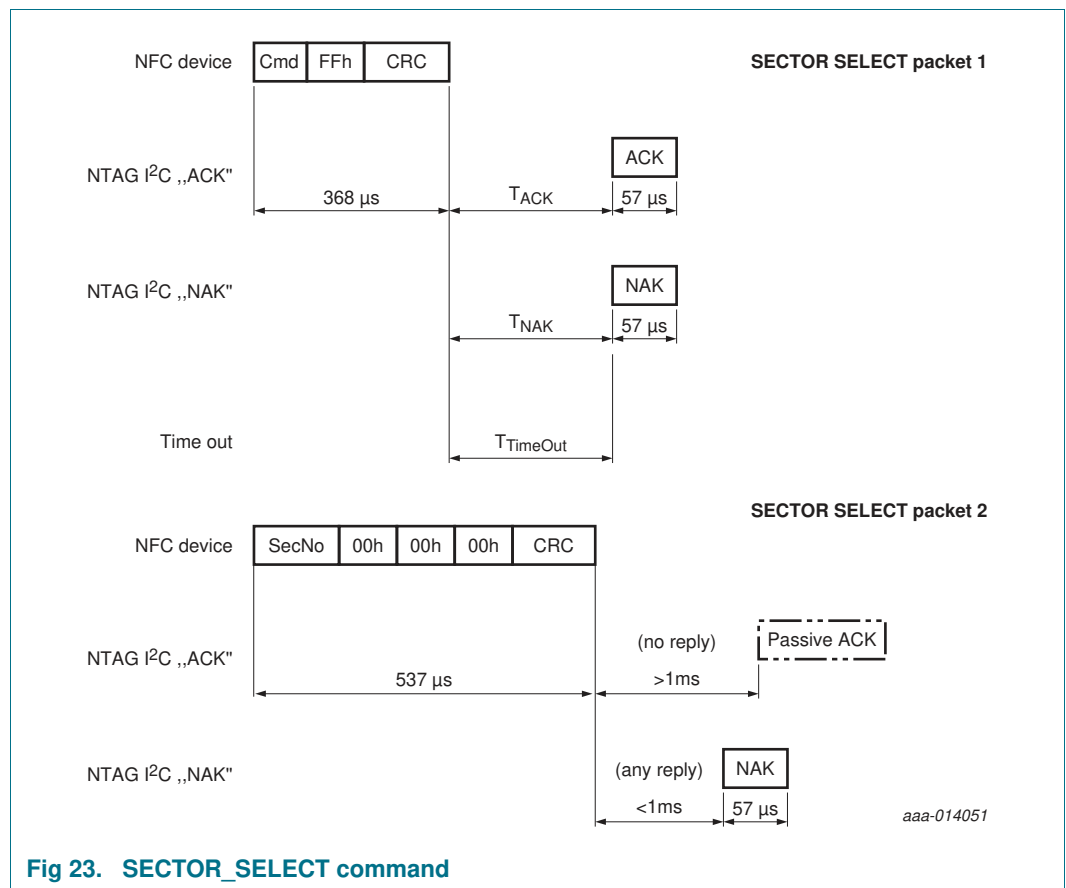 NFC device Cmd FFh CRC SECTOR SELECT packet 1
ACK
NTAG I2C ,,ACK"
368 μs TACK 57 μs
NAK
NTAG I2C ,,NAK"
TNAK 57 μs
Time out TTimeOut
SECTOR SELECT packet 2
NFC device SecNo 00h 00h 00h CRC
(no reply) Passive ACK
NTAG I2C ,,ACK"
537 μs >1ms
NTAG I2C ,,NAK" (any reply) NAK
<1ms 57 μs aaa-014051
Fig 23. SECTOR_SELECT command